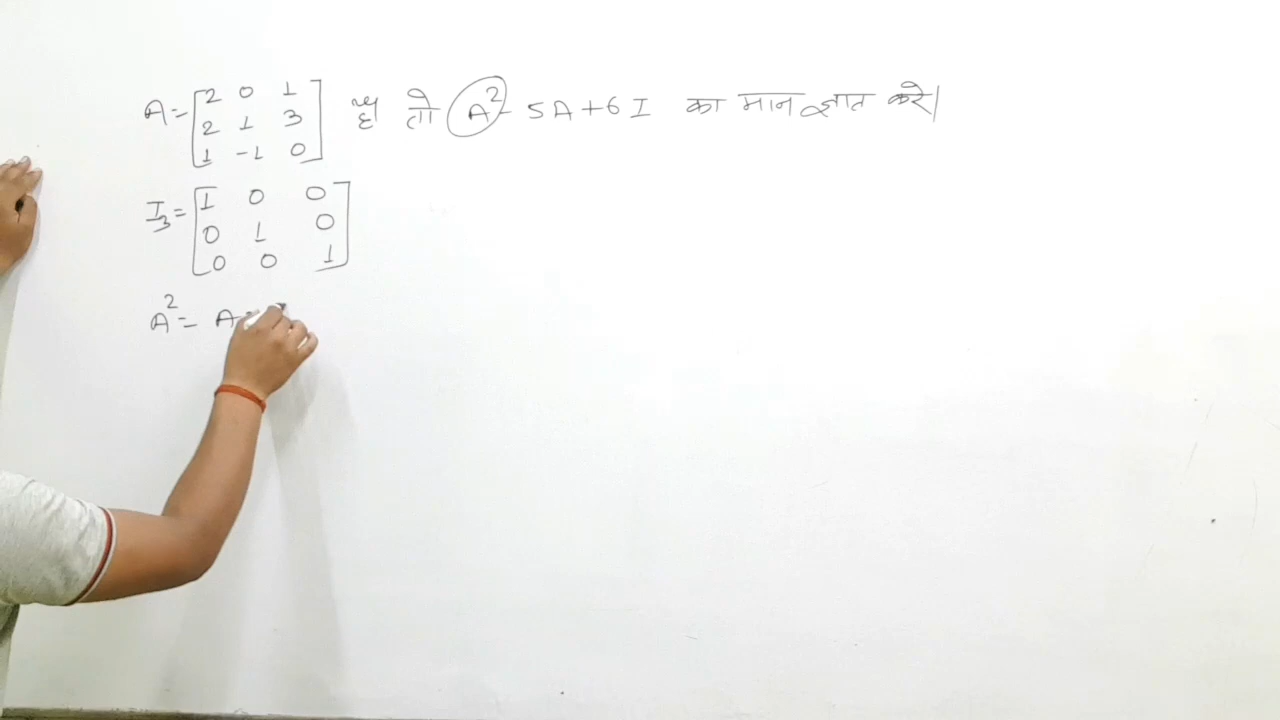 A = [2 0 1 हो तो A² - 5A + 6I का मान ज्ञात करे।
2 1 3
1 -1 0]
I₃ = [1 0 0
0 1 0
0 0 1]
A² = A